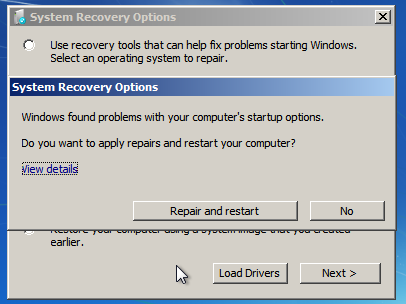 System Recovery Options
Use recovery tools that can help fix problems starting Windows.
Select an operating system to repair.
System Recovery Options
Windows found problems with your computer's startup options.
Do you want to apply repairs and restart your computer?
View details
Repair and restart
No
Restore your computer using a system image that you created
earlier.
Load Drivers
Next >